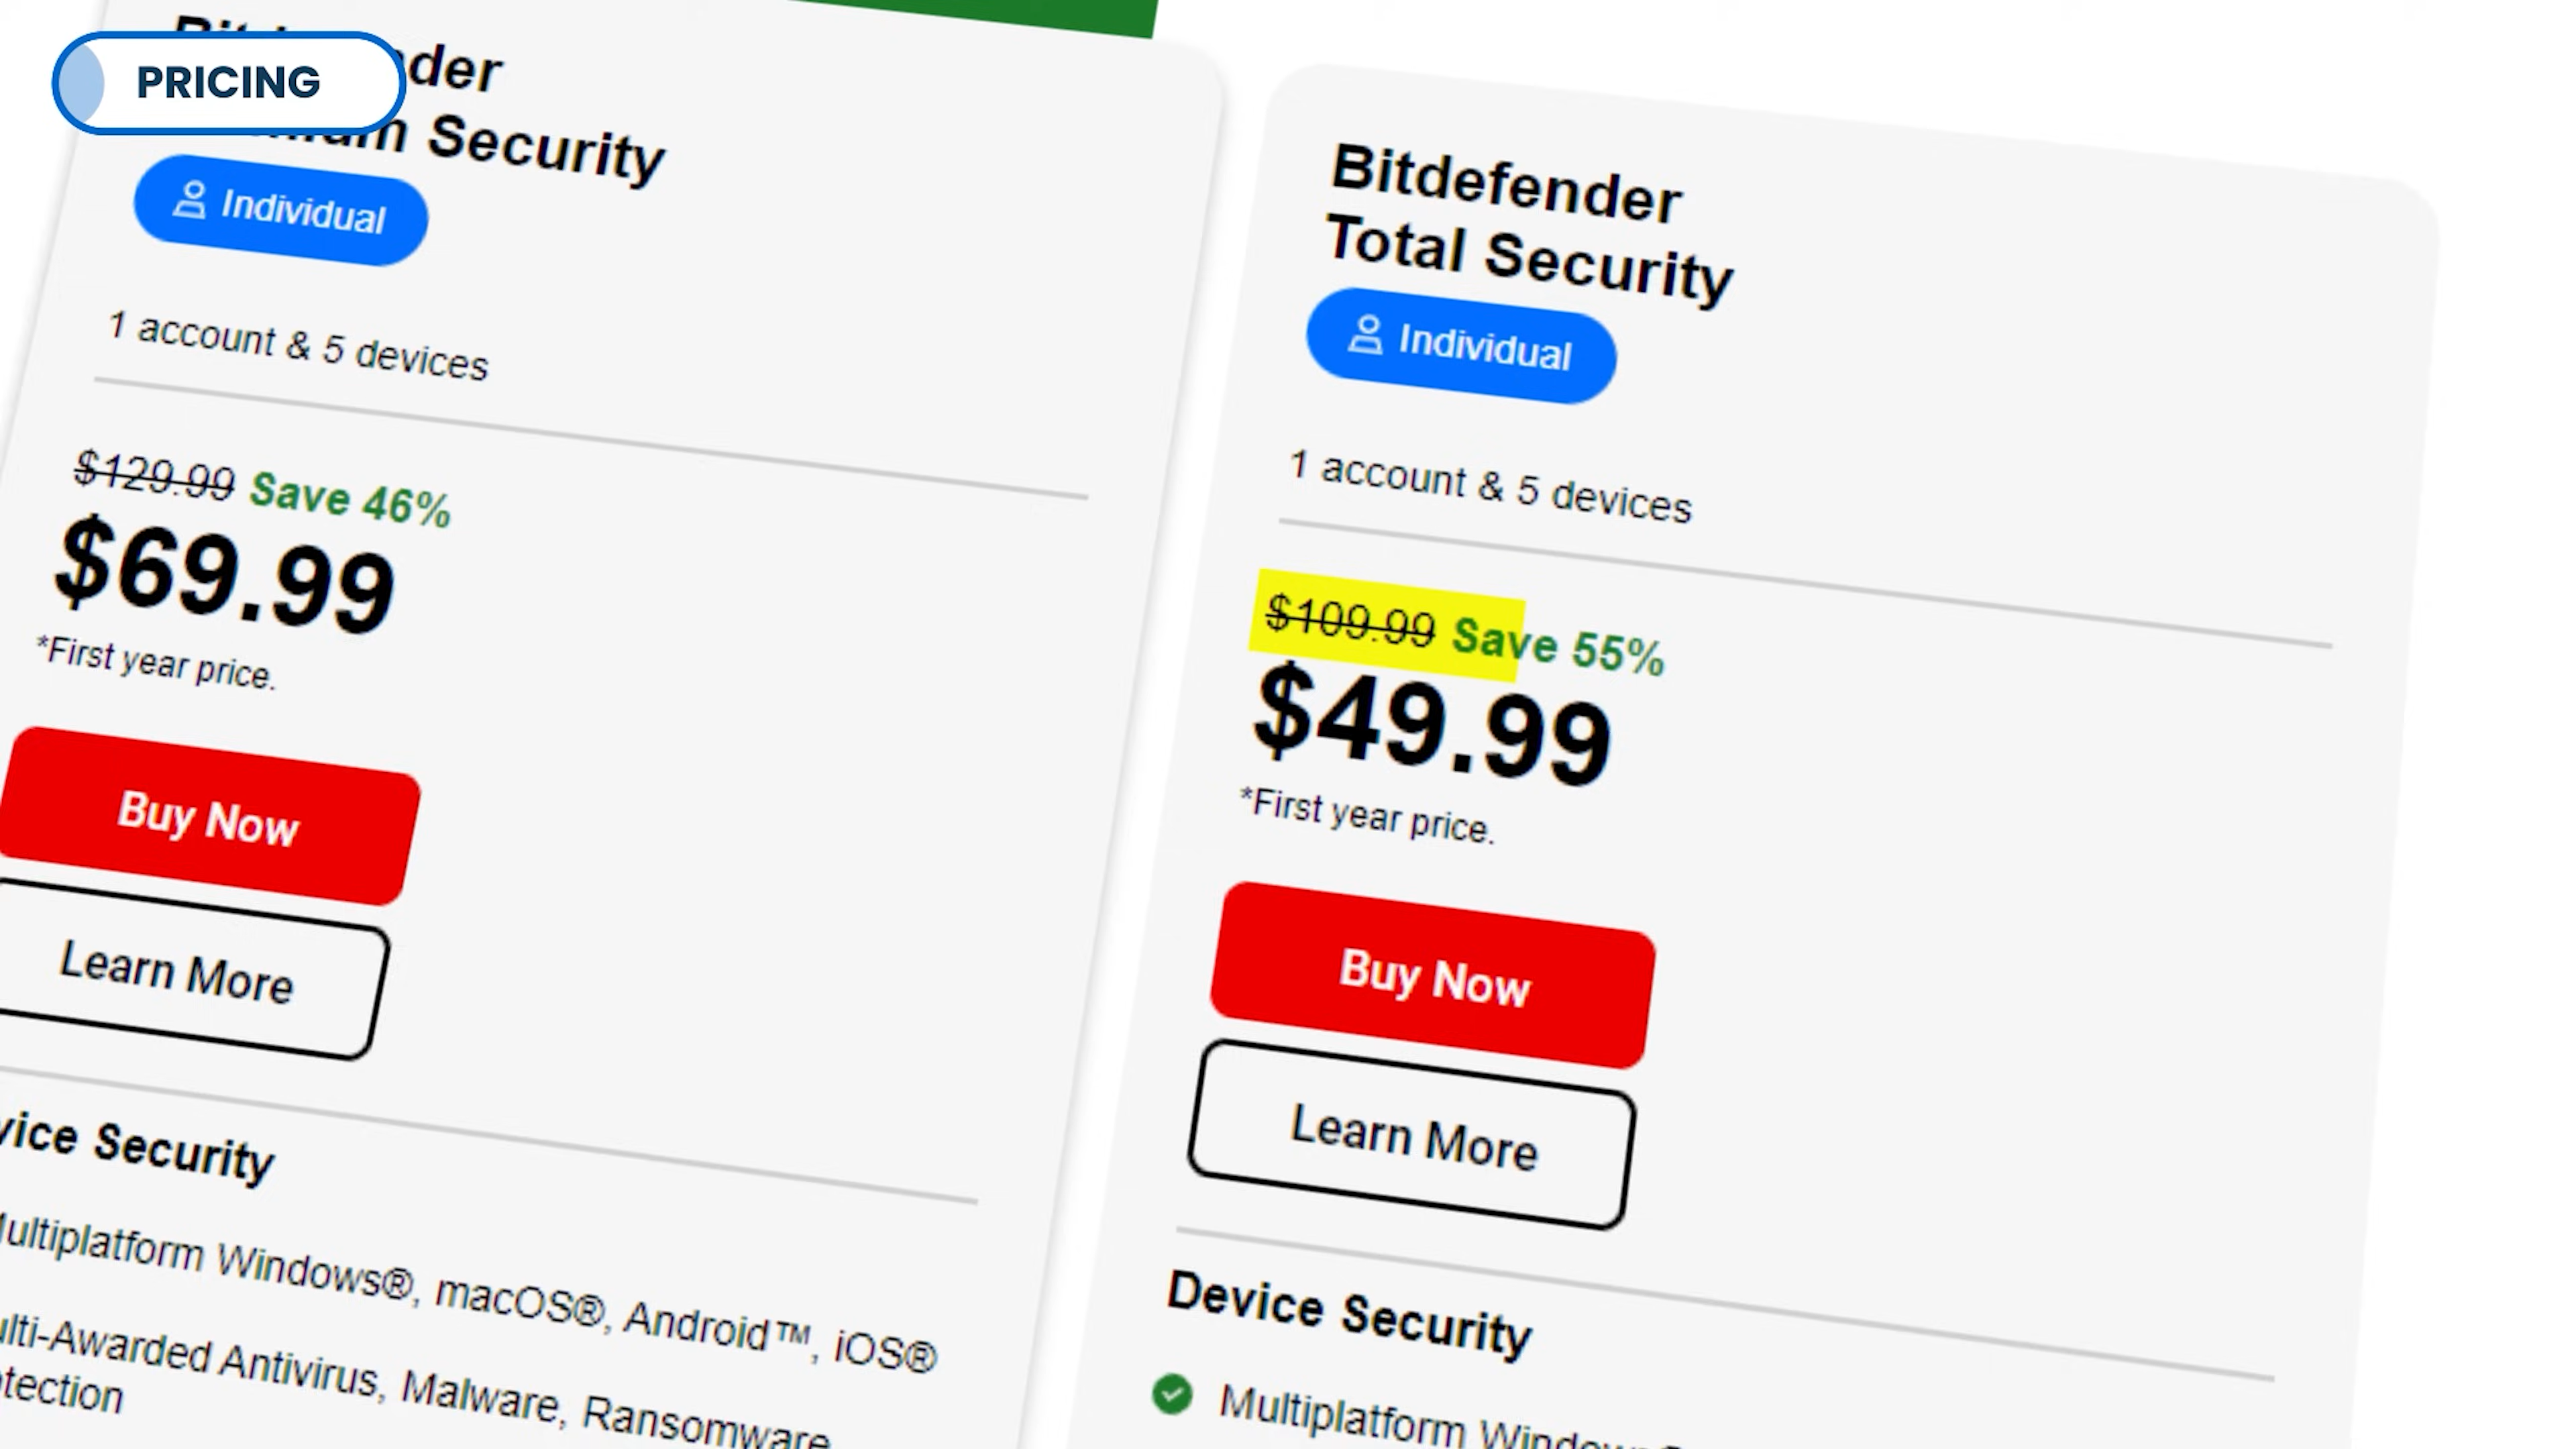 PRICING
Security
Individual
1 account & 5 devices
$129.99 Save 46%
$69.99
*First year price.
Buy Now
Learn More
Security
Windows®, macOS®, Android™, iOS®
Antivirus, Malware, Ransomware
Bitdefender
Total Security
Individual
1 account & 5 devices
$109.99 Save 55%
$49.99
*First year price.
Buy Now
Learn More
Device Security
Multiplatform